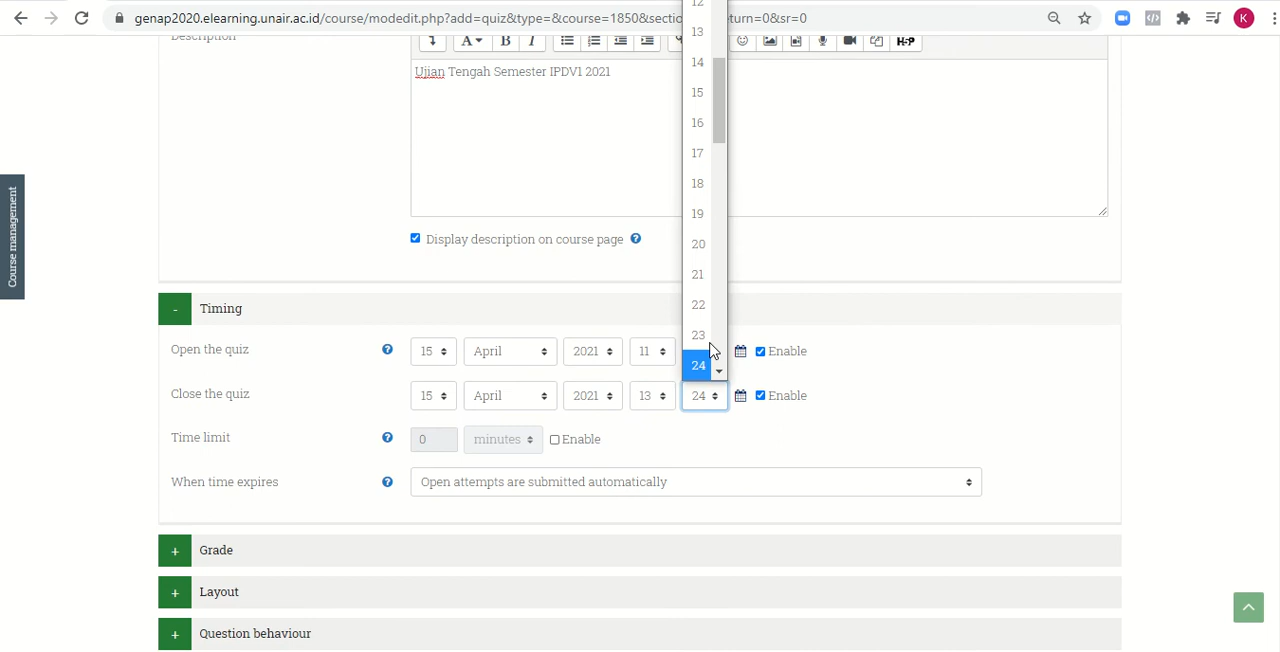 genap2020.elearning.unair.ac.id/course/modedit.php?add=quiz&type=&course=1850&secti
eturn=0&sr=0
K
Description
A B I
H-P
Ujian Tengah Semester IPDV1 2021
Display description on course page
Course management
12
13
14
15
16
17
18
19
20
21
22
23
24
- Timing
Open the quiz 15 April 2021 11 Enable
Close the quiz 15 April 2021 13 24 Enable
Time limit 0 minutes Enable
When time expires Open attempts are submitted automatically
+ Grade
+ Layout
+ Question behaviour